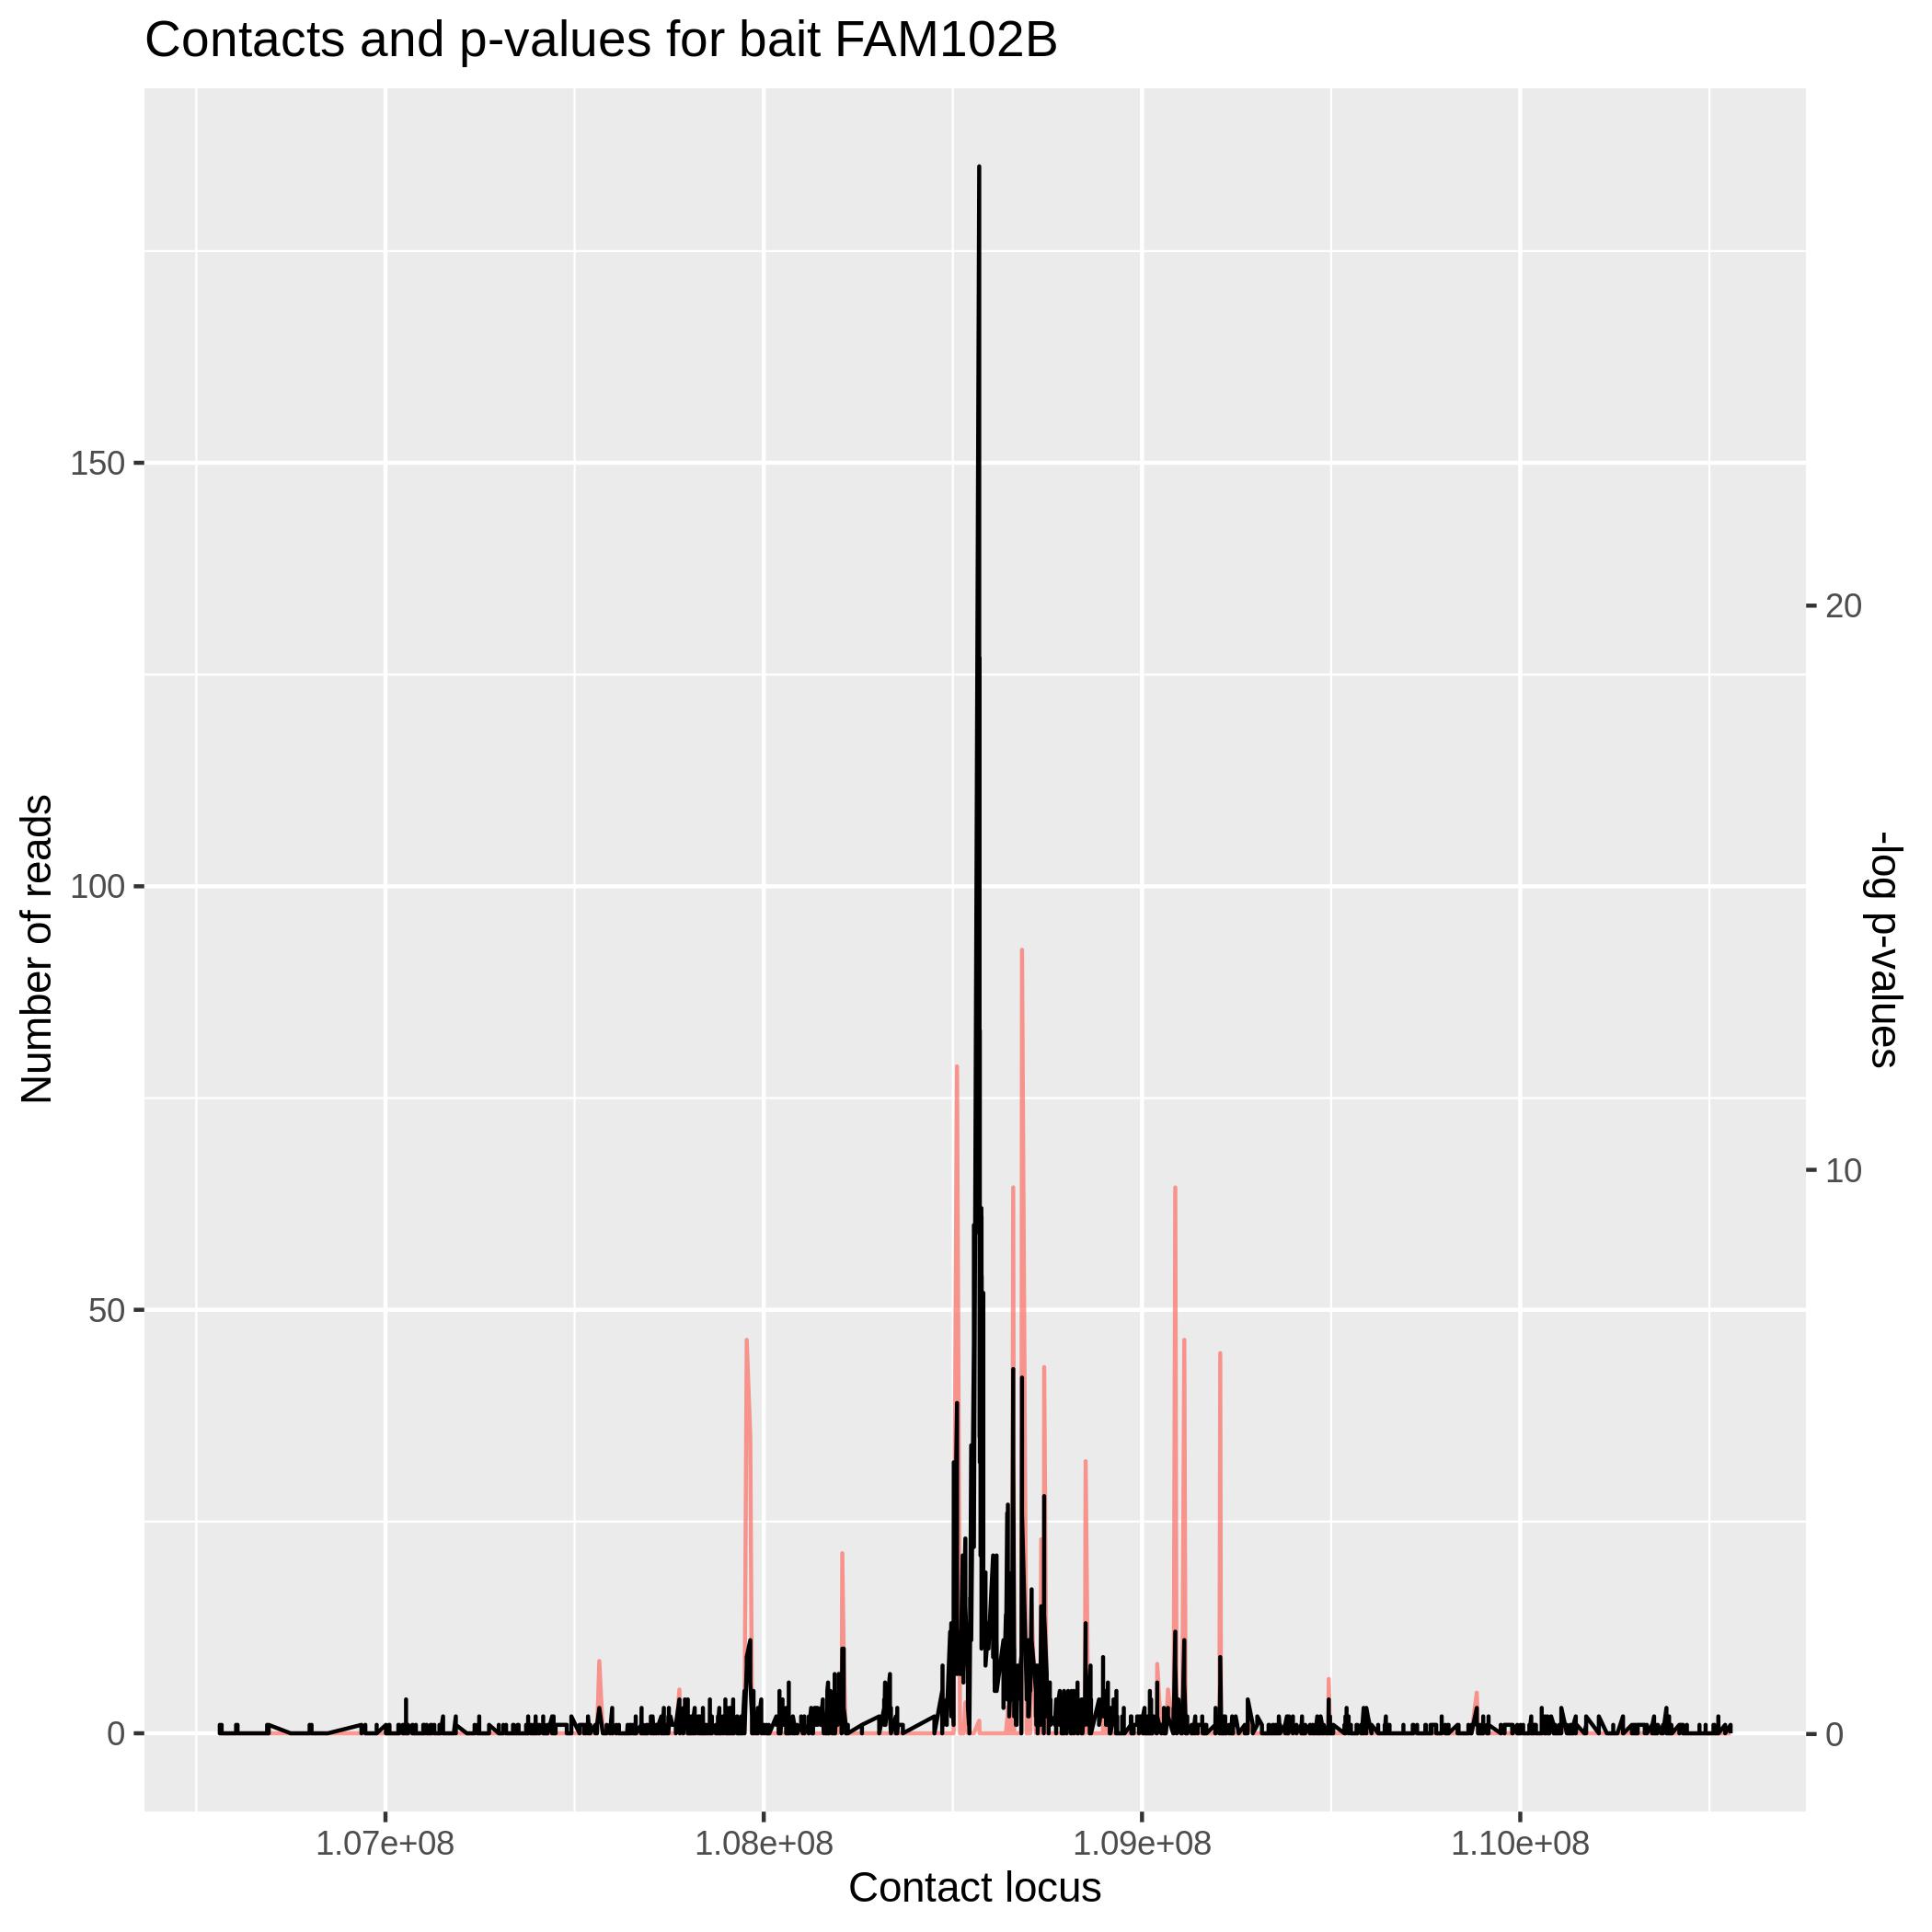 Contacts and p-values for bait FAM102B
Number of reads
150
100
50
0
20
10
0
-log p-values
1.07e+08
1.08e+08
1.09e+08
1.10e+08
Contact locus